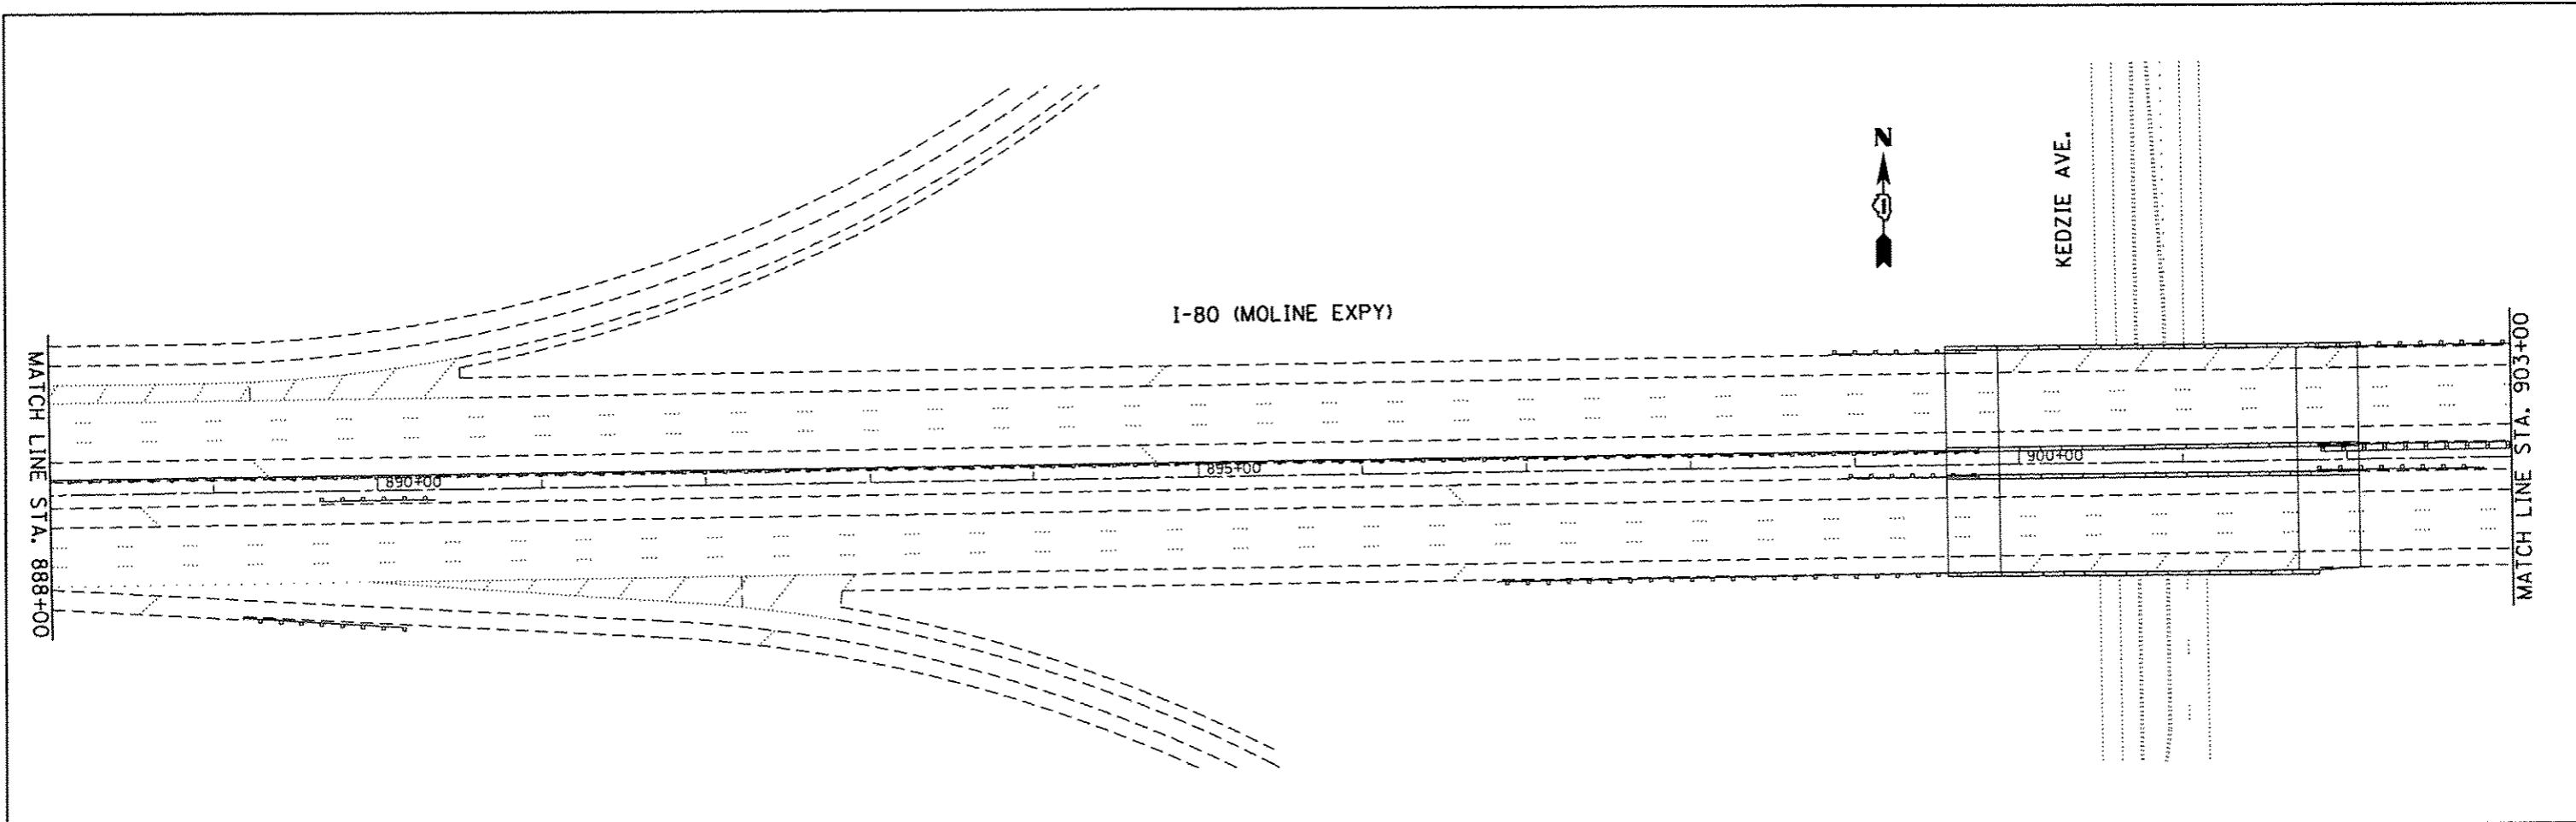 N
KEDZIE AVE.
I-80 (MOLINE EXPY)
MATCH LINE STA. 888+00
890+00
895+00
900+00
MATCH LINE STA. 903+00